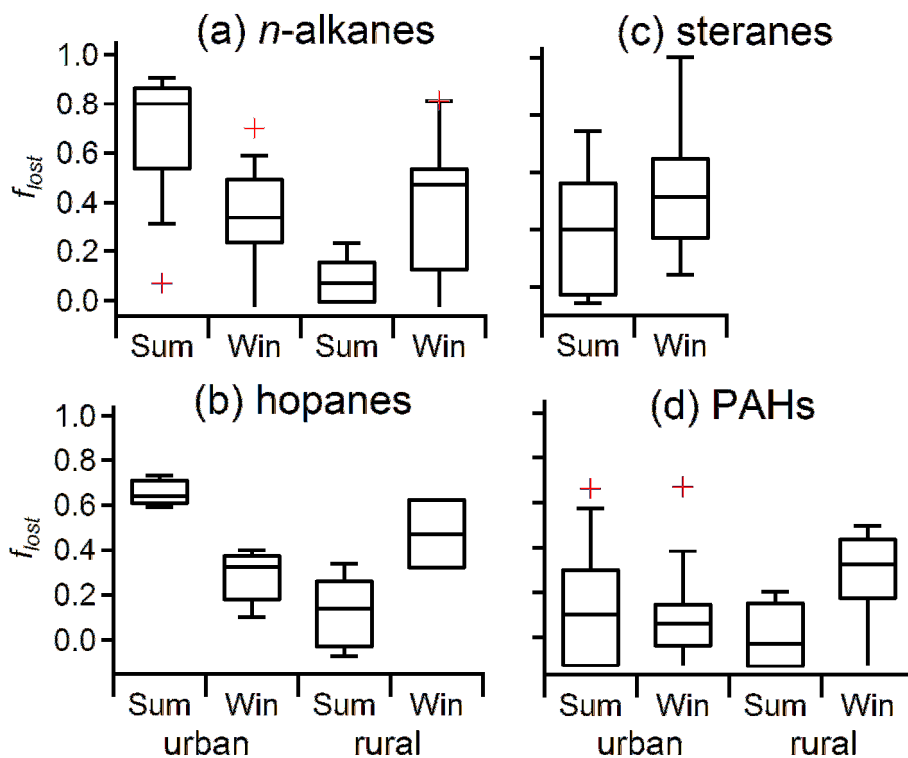 (a) n-alkanes
(c) steranes
1.0
0.8
0.6
0.4
0.2
0.0
flost
Sum Win Sum Win
Sum Win
(b) hopanes
(d) PAHs
1.0
0.8
0.6
0.4
0.2
0.0
flost
Sum Win Sum Win
urban rural
Sum Win Sum Win
urban rural